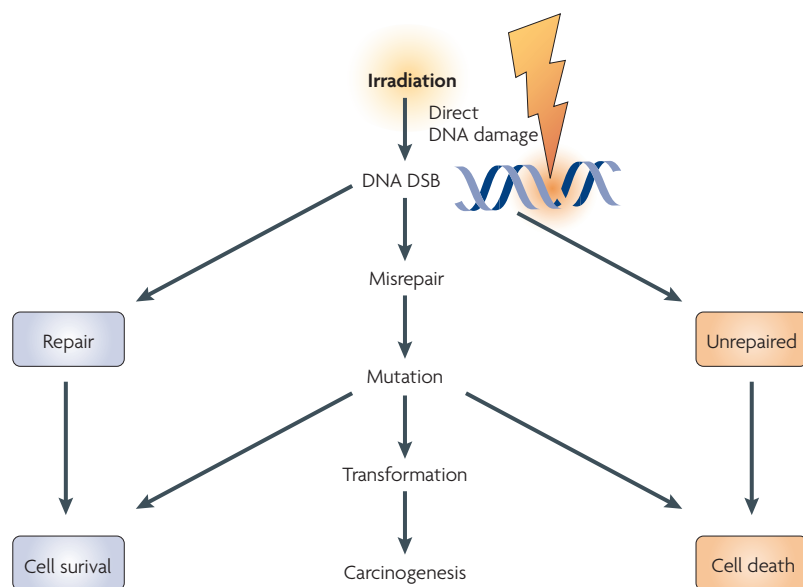 Irradiation
Direct
DNA damage
DNA DSB
Misrepair
Repair
Unrepaired
Mutation
Transformation
Cell surival
Carcinogenesis
Cell death